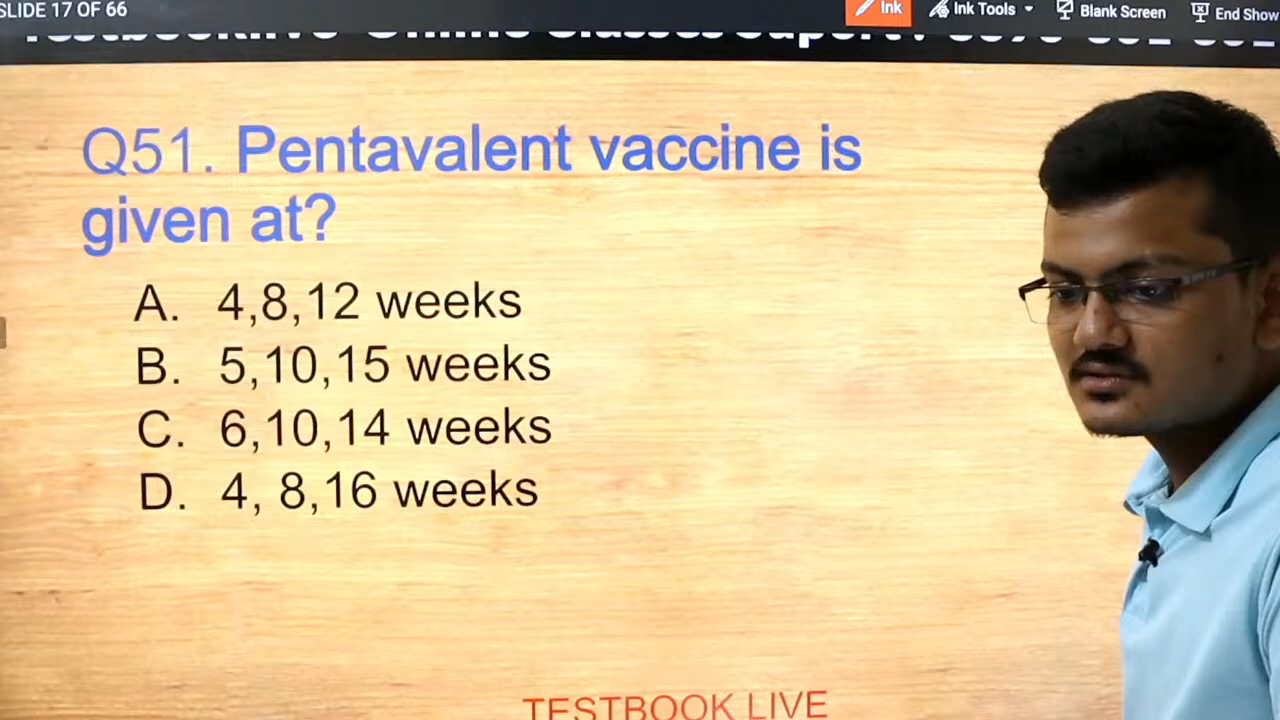 SLIDE 17 OF 66
Ink
Ink Tools
Blank Screen
End Show
Q51. Pentavalent vaccine is
given at?
A. 4,8,12 weeks
B. 5,10,15 weeks
C. 6,10,14 weeks
D. 4, 8,16 weeks
TESTBOOK LIVE